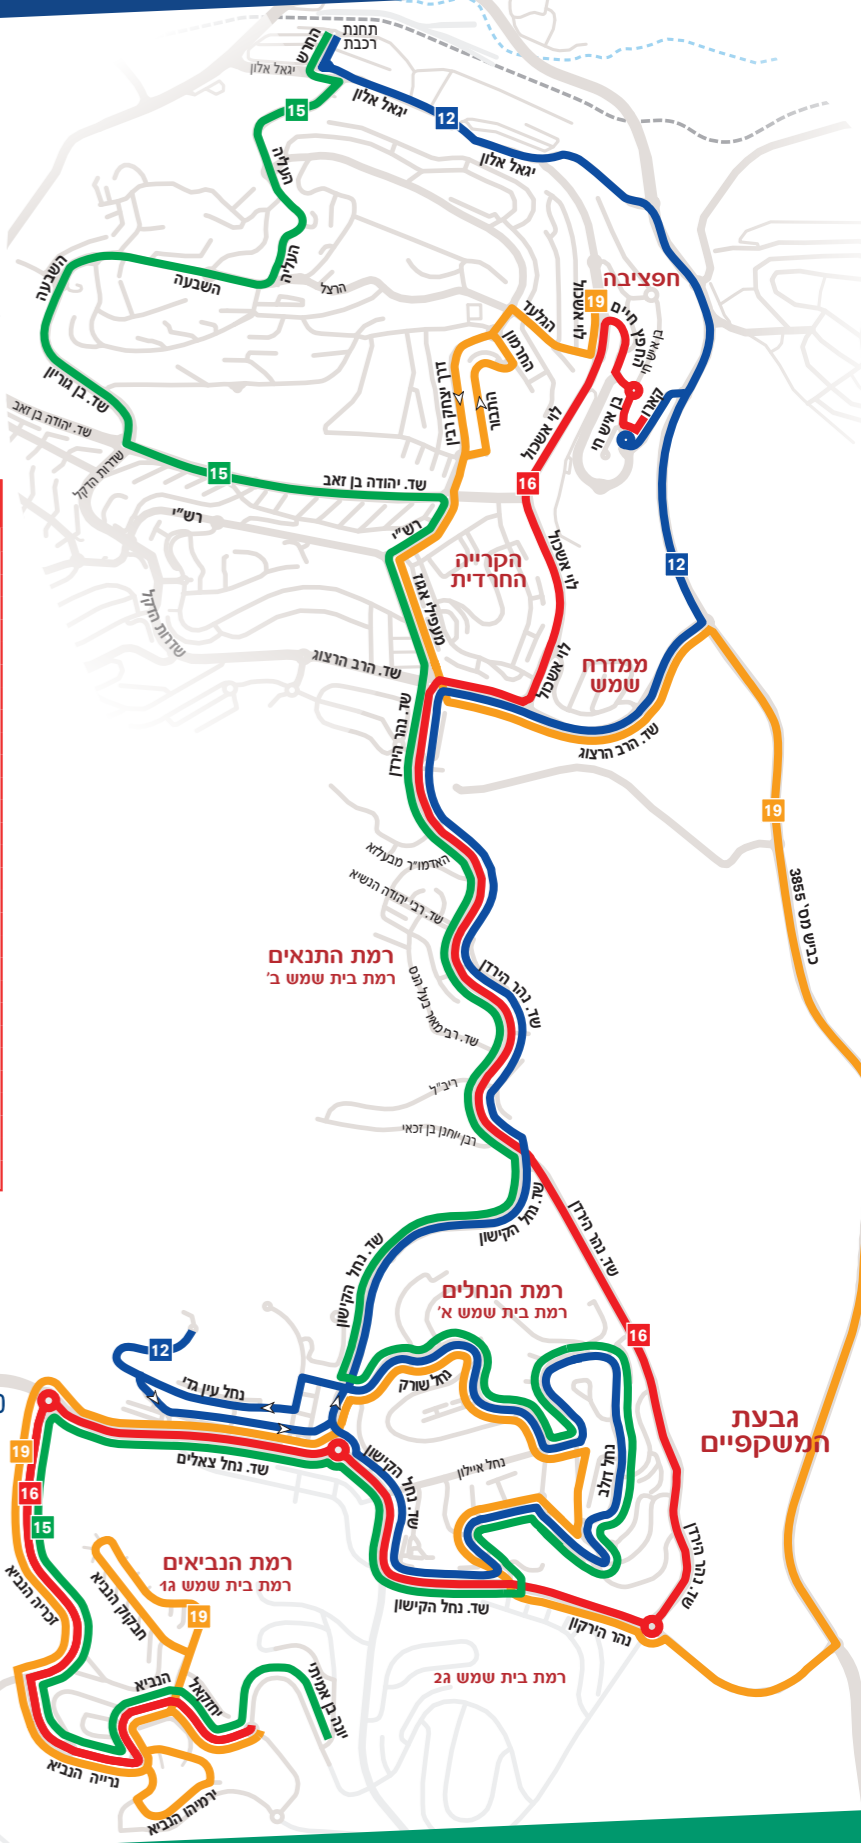 תחנת
רכבת
החרש
יגאל אלון
15
יגאל אלון
12
יגאל אלון
העליה
העליה
השבעה
השבעה
הרצל
חפציבה
19
לוי אשכול
החפץ חיים
בן איש חי
הגלעד
החרמון
דרך יצחק רבין
התבור
לוי אשכול
קארו
בן איש חי
שד. בן גוריון
שד. יהודה בן זאב
שדרות הדקל
15
שד. יהודה בן זאב
16
רש"י
רש"י
הקרייה
החרדית
לוי אשכול
12
מעפילי אגוז
שדרות הדקל
שד. הרב הרצוג
לוי אשכול
ממזרח
שמש
שד. נהר הירדן
שד. הרב הרצוג
19
כביש מס' 3855
האדמו"ר מבעלזא
שד. רבי יהודה הנשיא
רמת התנאים
רמת בית שמש ב'
שד. נהר הירדן
שד. רבי מאיר בעל הנס
ריב"ל
רבן יוחנן בן זכאי
שד. נחל הקישון
שד. נהר הירדן
שד. נחל הקישון
רמת הנחלים
רמת בית שמש א'
16
12
נחל עין גדי
נחל שורק
גבעת
המשקפיים
19
שד. נחל צאלים
שד. נחל הקישון
נחל איילון
נחל דולב
16
15
שד. נהר הירדן
רמת הנביאים
רמת בית שמש ג1
זכריה הנביא
חבקוק הנביא
19
שד. נחל הקישון
נהר הירקון
רמת בית שמש ג2
הנביא
יחזקאל
יונה בן אמיתי
נרייה הנביא
ירמיהו הנביא